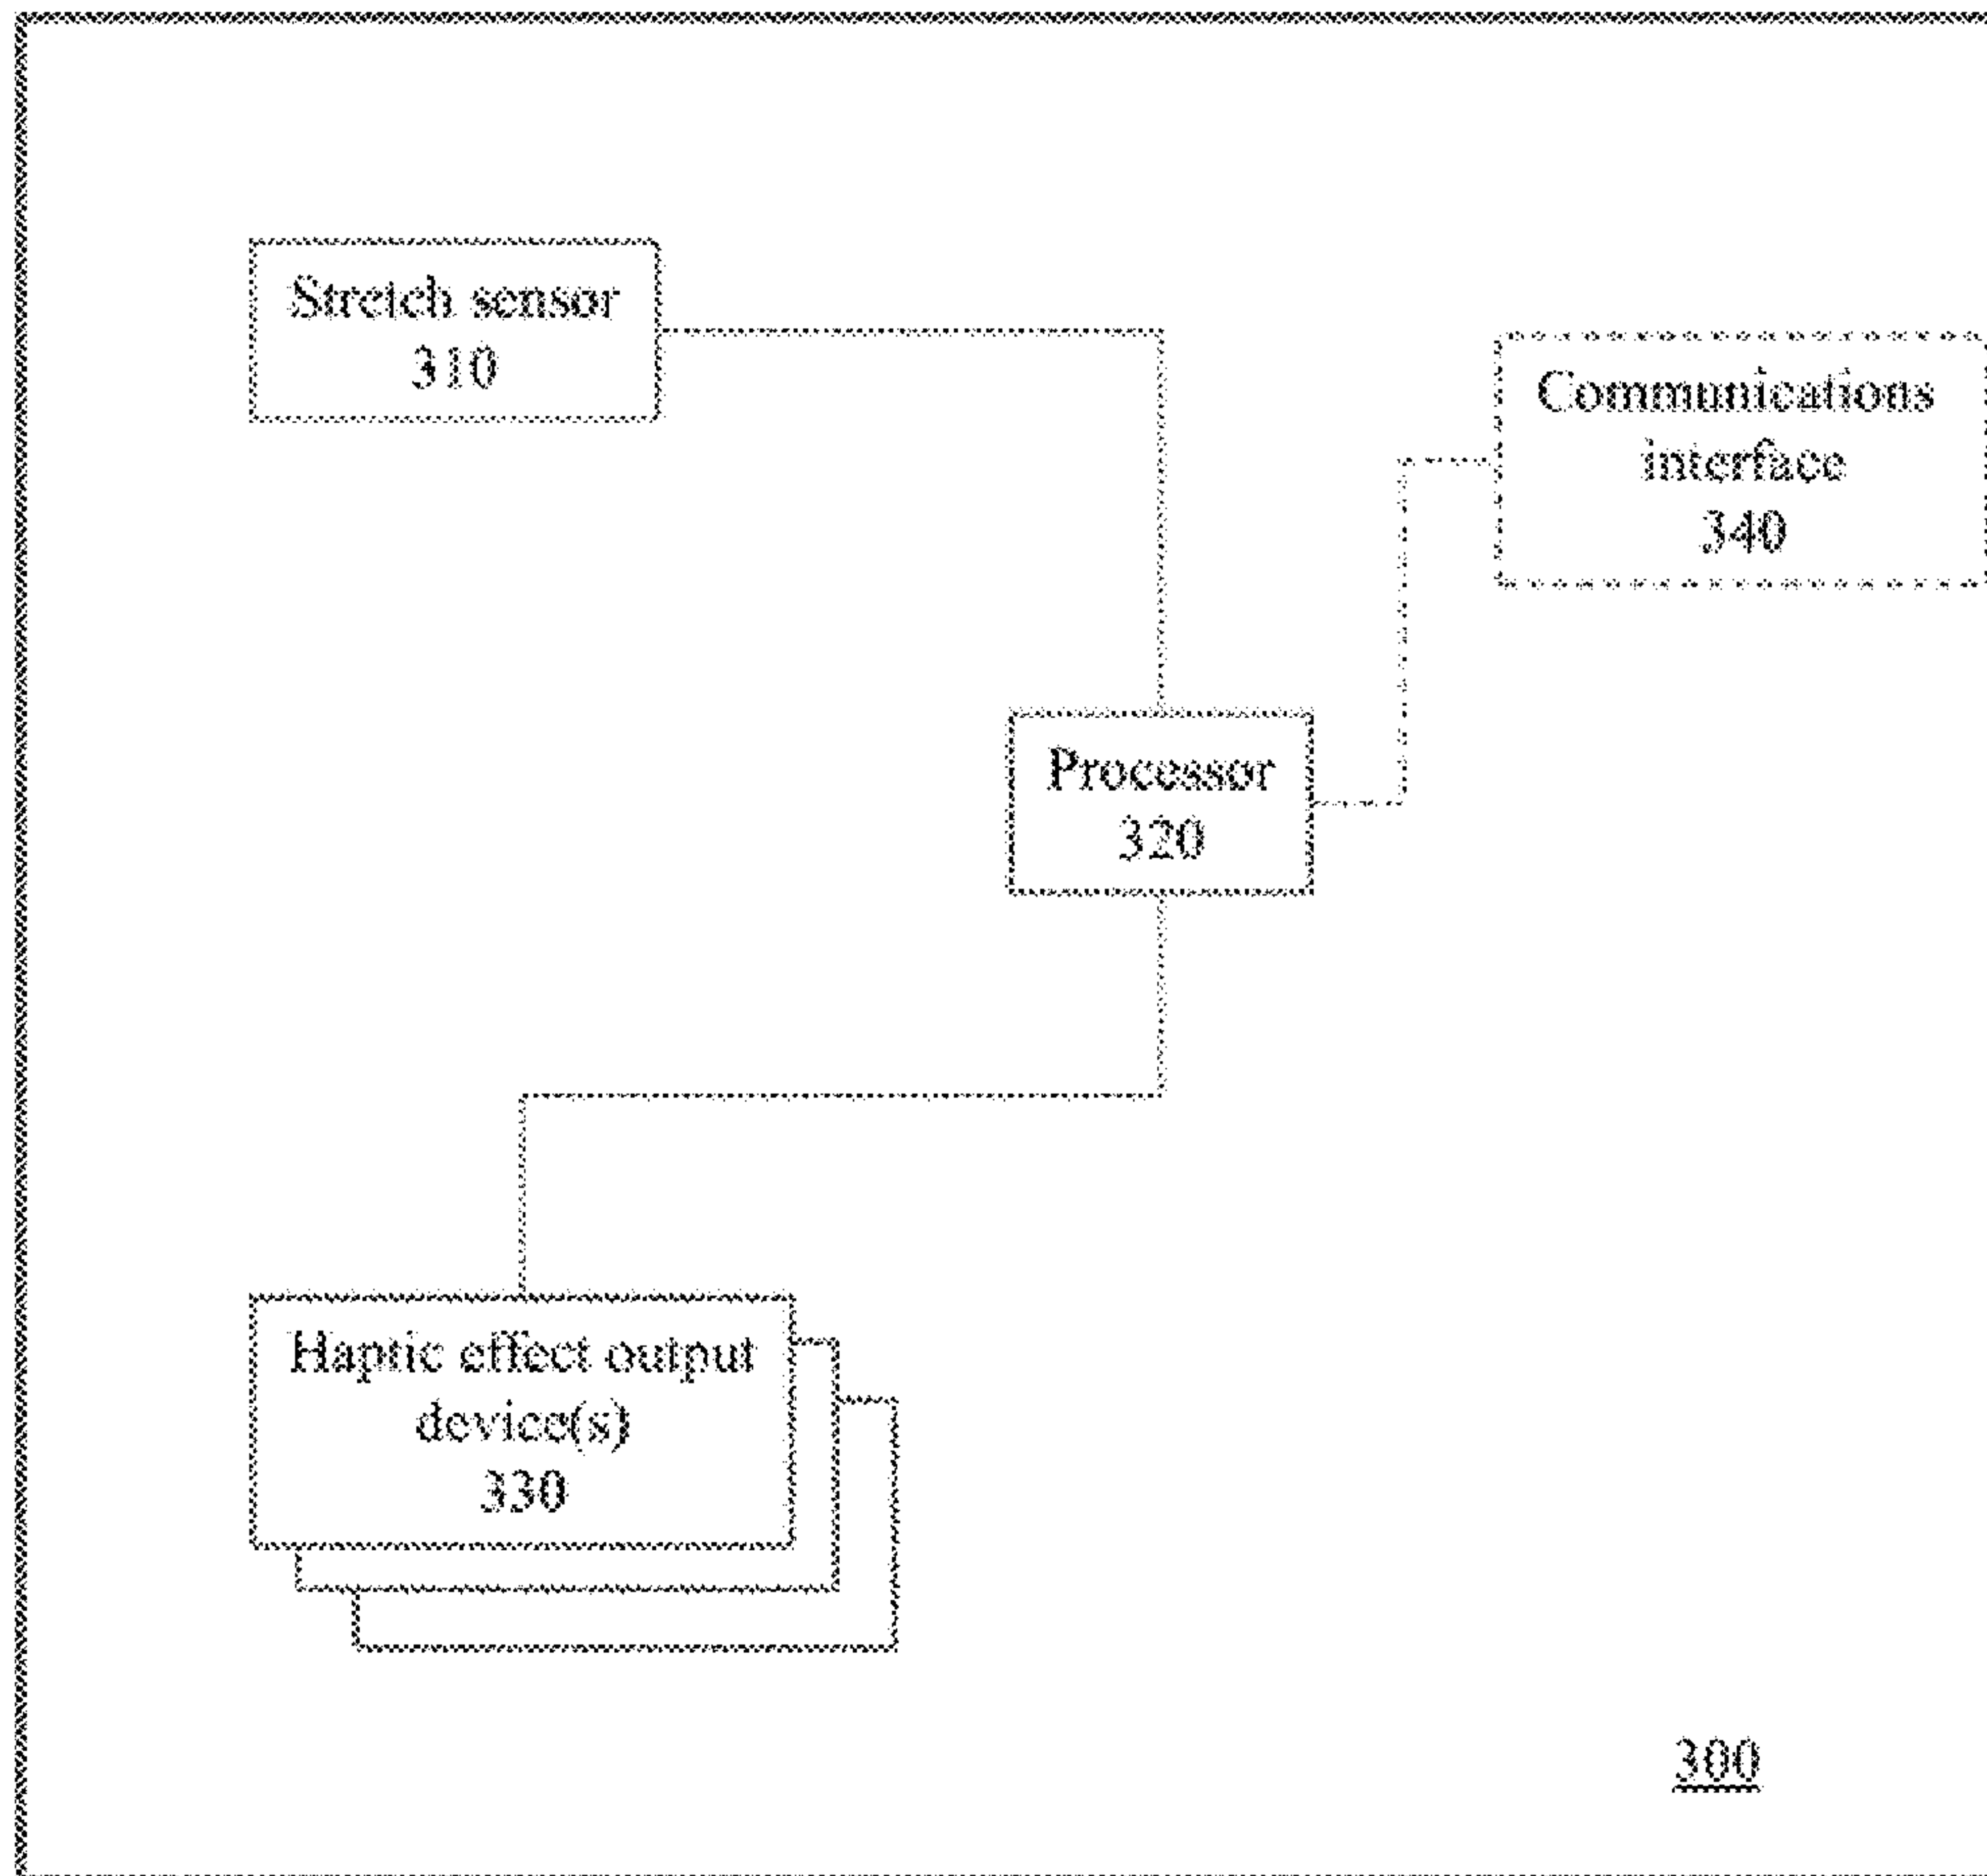 Stretch sensor
310
Communications
interface
340
Processor
320
Haptic effect output
device(s)
330
300